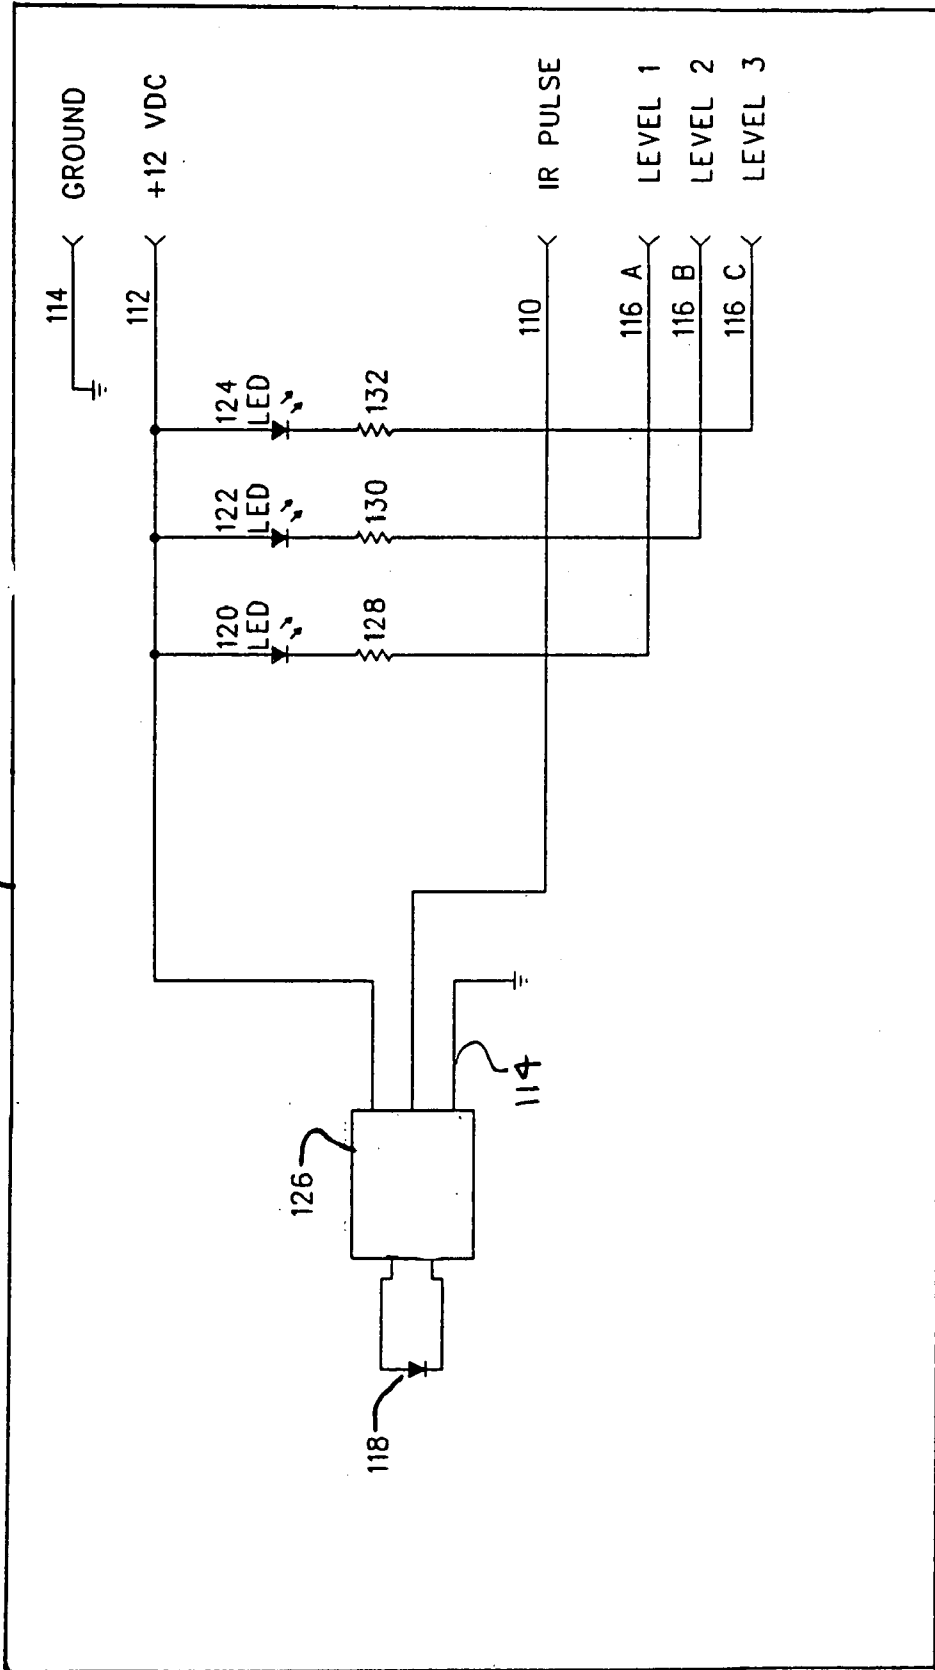 114 GROUND
112 +12 VDC
124
LED
132
122
LED
130
120
LED
128
110 IR PULSE
116 A LEVEL 1
116 B LEVEL 2
116 C LEVEL 3
126
114
118